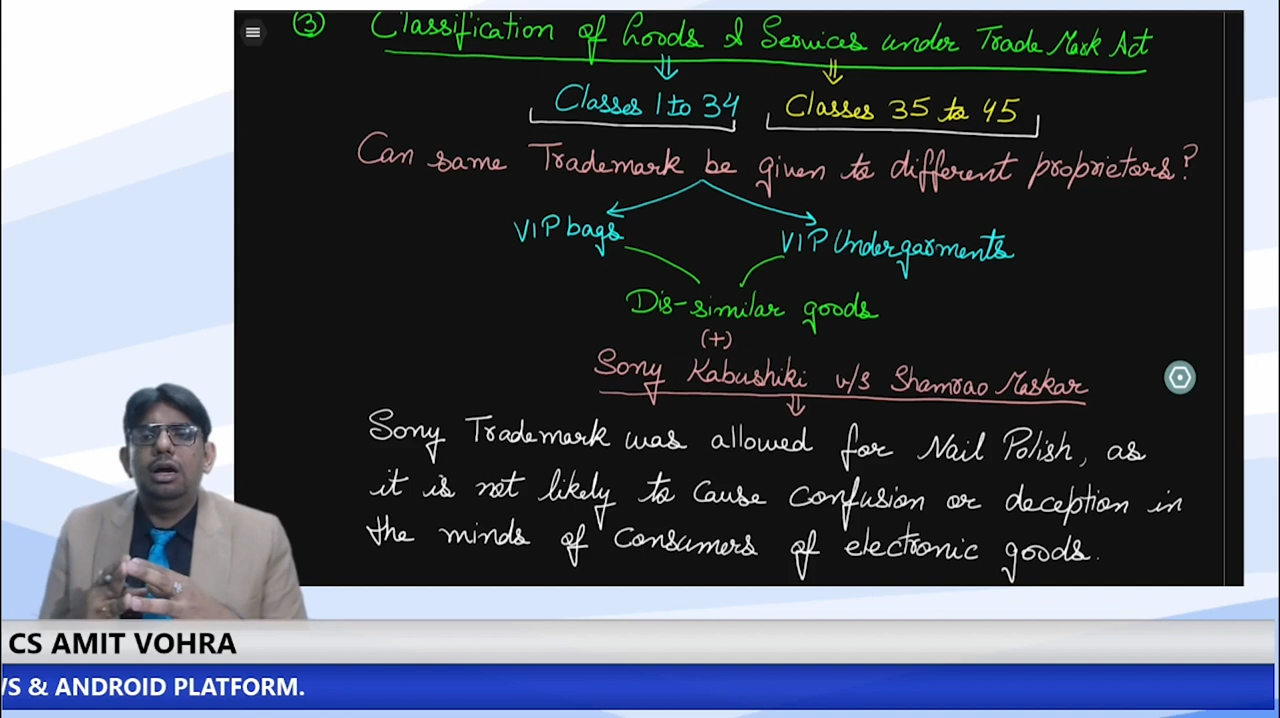 ③ Classification of Goods & Services under Trade Mark Act
Classes 1 to 34 Classes 35 to 45
Can same Trademark be given to different proprietors?
VIP bags VIP Undergarments
Dis-similar goods
(+)
Sony Kabushiki v/s Shamrao Maskar
Sony Trademark was allowed for Nail Polish, as
it is not likely to cause confusion or deception in
the minds of consumers of electronic goods.
CS AMIT VOHRA
WS & ANDROID PLATFORM.